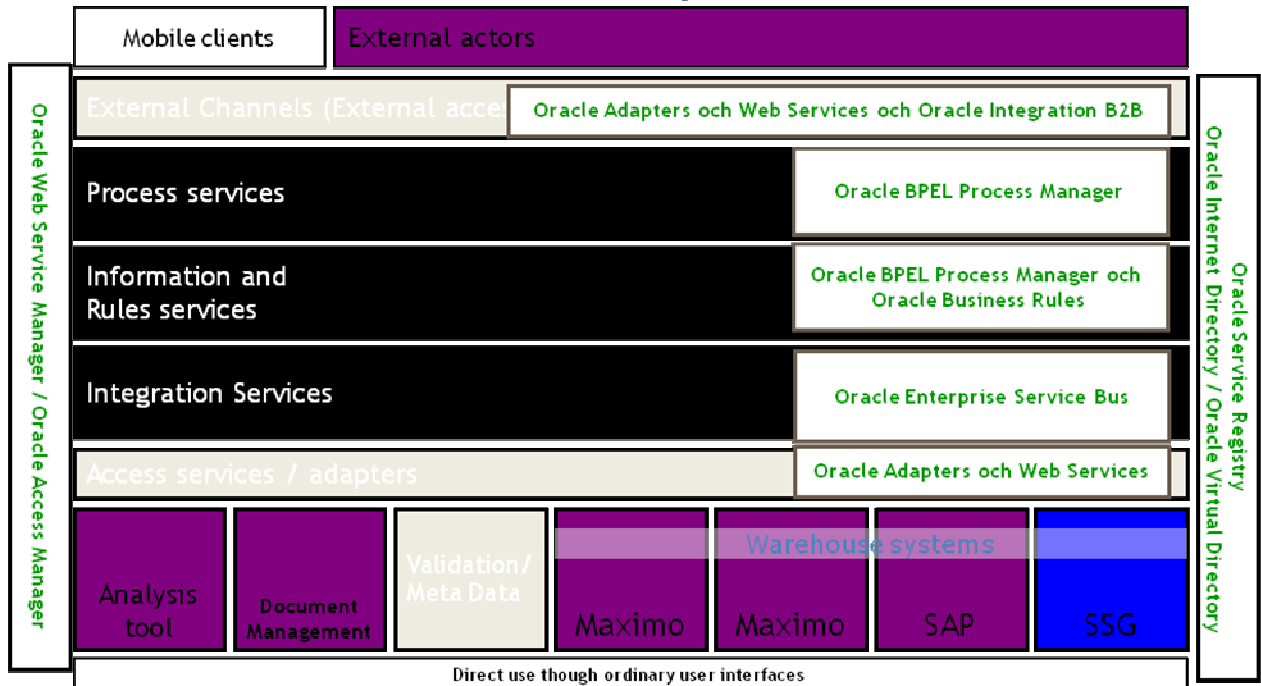 Mobile clients
External actors
External Channels (External acce
Oracle Adapters och Web Services och Oracle Integration B2B
Process services
Oracle BPEL Process Manager
Information and
Rules services
Oracle BPEL Process Manager och
Oracle Business Rules
Integration Services
Oracle Enterprise Service Bus
Access services / adapters
Oracle Adapters och Web Services
Warehouse systems
Analysis
tool
Document
Management
Validation/
Meta Data
Maximo
Maximo
SAP
SSG
Direct use though ordinary user interfaces
Oracle Web Service Manager / Oracle Access Manager
Oracle Service Registry
Oracle Internet Directory / Oracle Virtual Directory